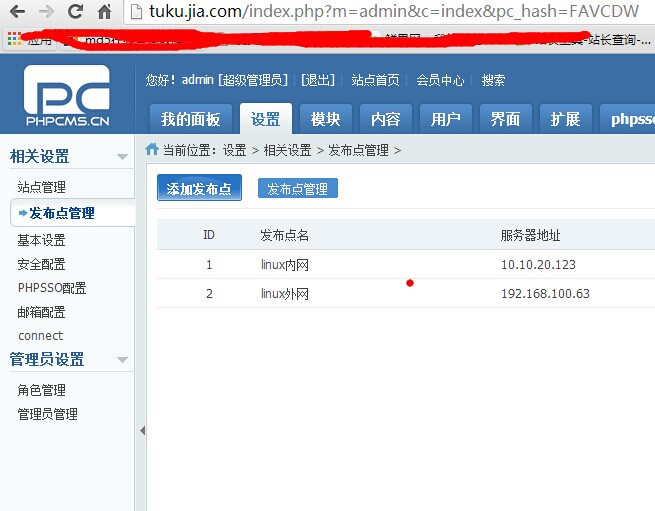 tuku.jia.com/index.php?m=admin&c=index&pc_hash=FAVCDW
应用
站长查询-...
PC
PHPCMS.CN
您好！admin [超级管理员] | [退出] | 站点首页 | 会员中心 | 搜索
我的面板 设置 模块 内容 用户 界面 扩展 phpsso
相关设置
站点管理
发布点管理
基本设置
安全配置
PHPSSO配置
邮箱配置
connect
管理员设置
角色管理
管理员管理
当前位置：设置 > 相关设置 > 发布点管理 >
添加发布点 发布点管理
ID 发布点名 服务器地址
1 linux内网 10.10.20.123
2 linux外网 192.168.100.63